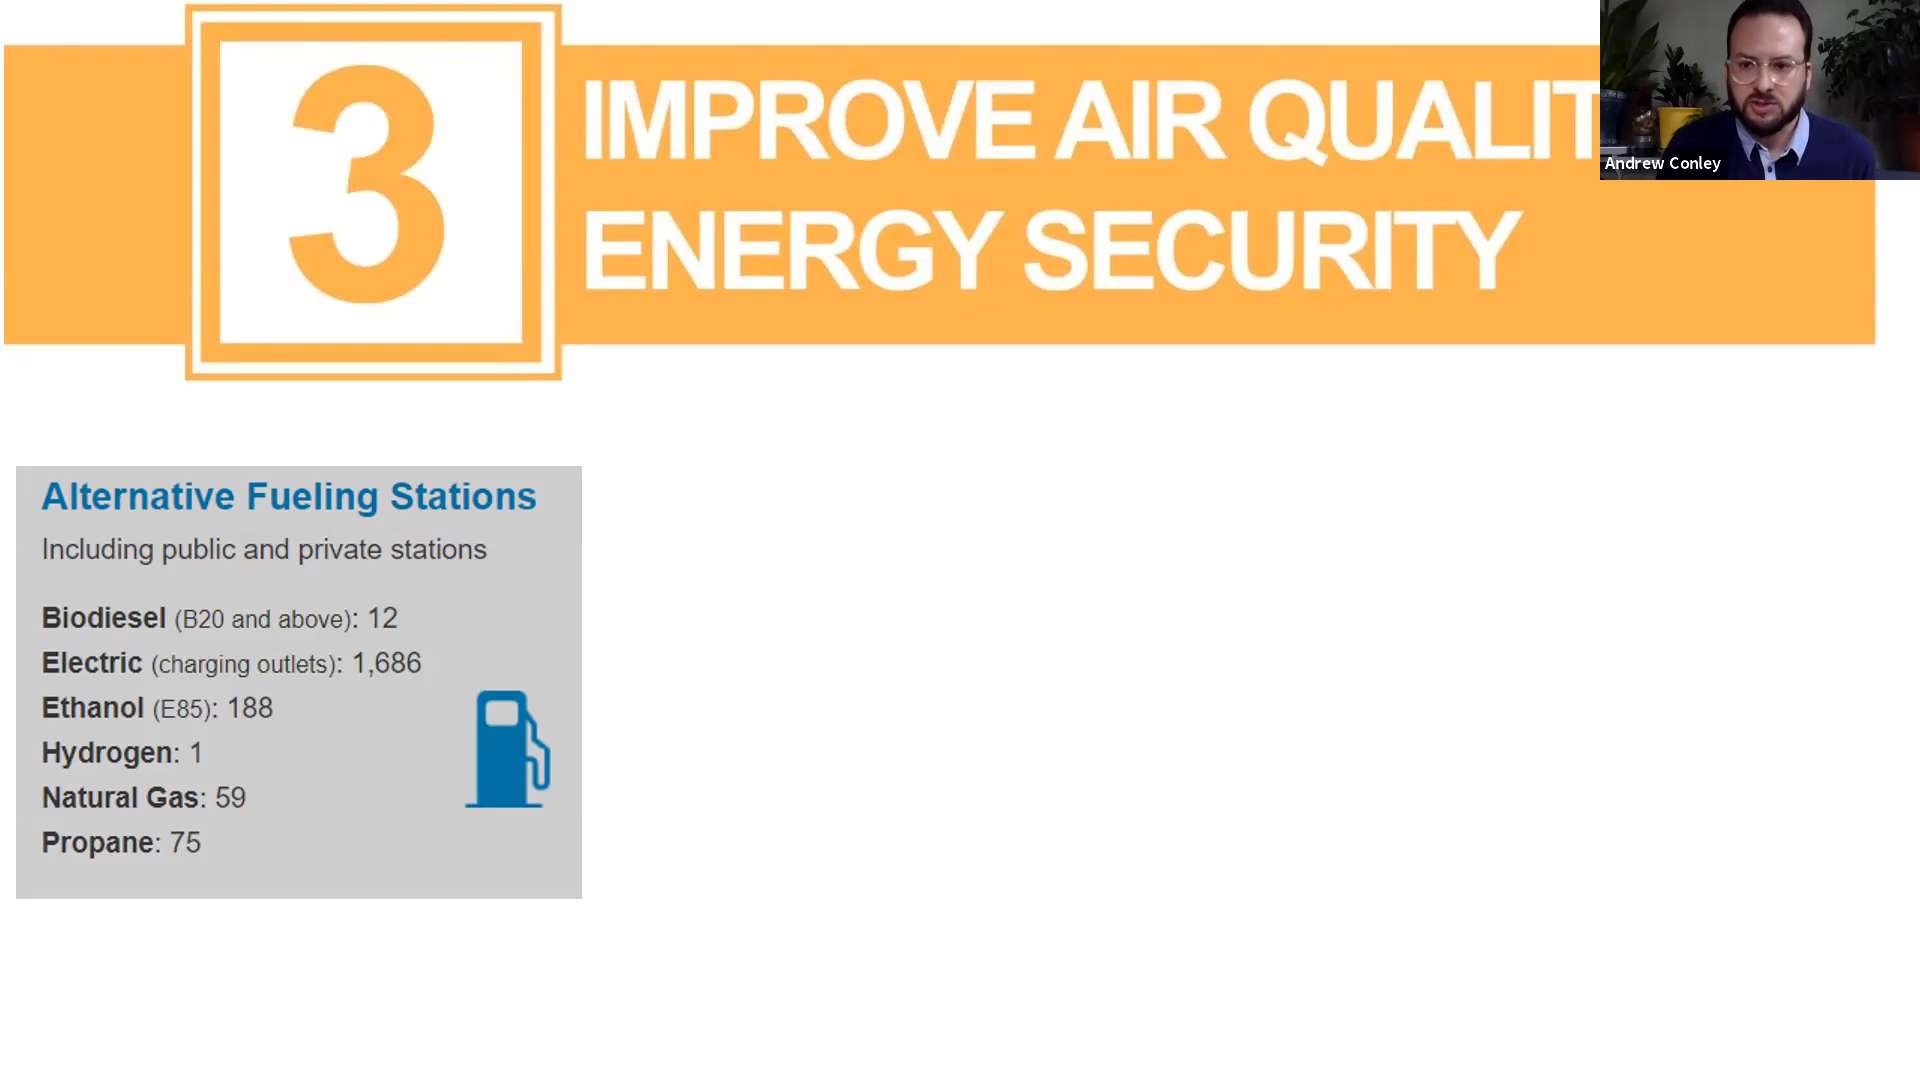 3
IMPROVE AIR QUALIT
ENERGY SECURITY
Andrew Conley
Alternative Fueling Stations
Including public and private stations
Biodiesel (B20 and above): 12
Electric (charging outlets): 1,686
Ethanol (E85): 188
Hydrogen: 1
Natural Gas: 59
Propane: 75